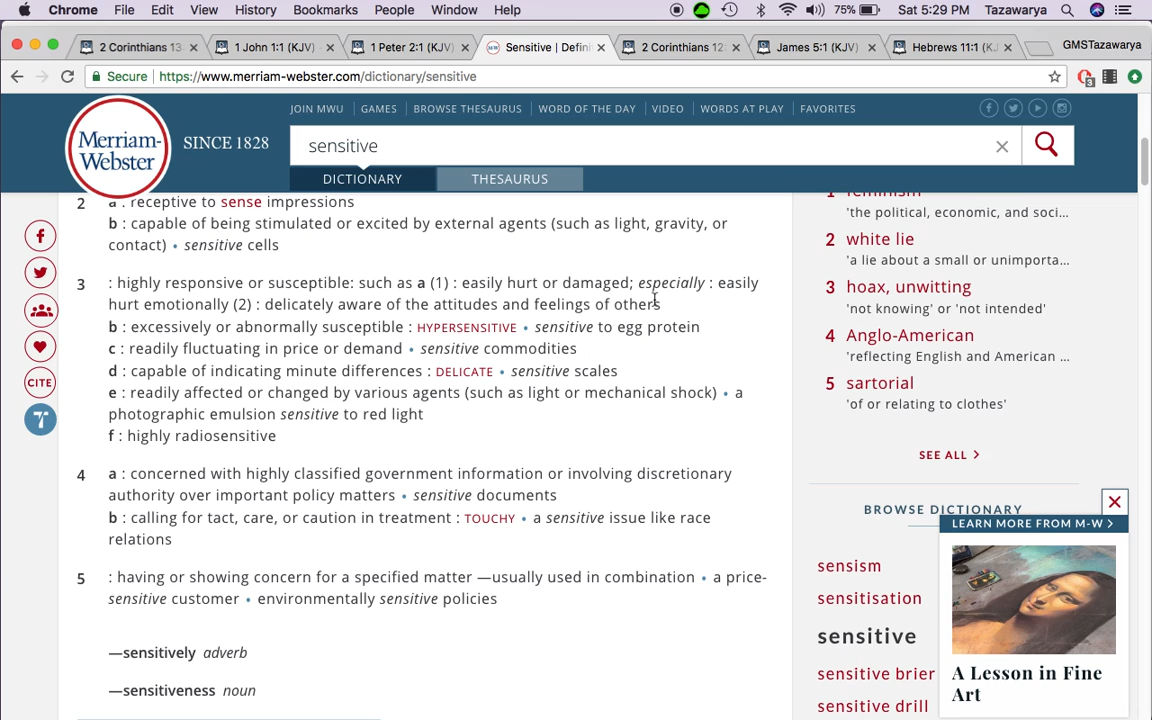 Chrome File Edit View History Bookmarks People Window Help 75% Sat 5:29 PM Tazawarya
2 Corinthians 13
1 John 1:1 (KJV)
1 Peter 2:1 (KJV)
Sensitive | Defin
2 Corinthians 12
James 5:1 (KJV)
Hebrews 11:1 (KJ
GMSTazawarya
Secure https://www.merriam-webster.com/dictionary/sensitive
3
JOIN MWU GAMES BROWSE THESAURUS WORD OF THE DAY VIDEO WORDS AT PLAY FAVORITES
Merriam-
Webster
SINCE 1828
sensitive
DICTIONARY THESAURUS
2 a : receptive to sense impressions
b : capable of being stimulated or excited by external agents (such as light, gravity, or
contact) • sensitive cells
3 : highly responsive or susceptible: such as a (1) : easily hurt or damaged; especially : easily
hurt emotionally (2) : delicately aware of the attitudes and feelings of others
b : excessively or abnormally susceptible : HYPERSENSITIVE • sensitive to egg protein
c : readily fluctuating in price or demand • sensitive commodities
d : capable of indicating minute differences : DELICATE • sensitive scales
e : readily affected or changed by various agents (such as light or mechanical shock) • a
photographic emulsion sensitive to red light
f : highly radiosensitive
4 a : concerned with highly classified government information or involving discretionary
authority over important policy matters • sensitive documents
b : calling for tact, care, or caution in treatment : TOUCHY • a sensitive issue like race
relations
5 : having or showing concern for a specified matter —usually used in combination • a price-
sensitive customer • environmentally sensitive policies
—sensitively adverb
—sensitiveness noun
CITE
1 feminism
'the political, economic, and soci...
2 white lie
'a lie about a small or unimporta...
3 hoax, unwitting
'not knowing' or 'not intended'
4 Anglo-American
'reflecting English and American ...
5 sartorial
'of or relating to clothes'
SEE ALL >
BROWSE DICTIONARY
sensism
sensitisation
sensitive
sensitive brier
sensitive drill
LEARN MORE FROM M-W >
A Lesson in Fine
Art